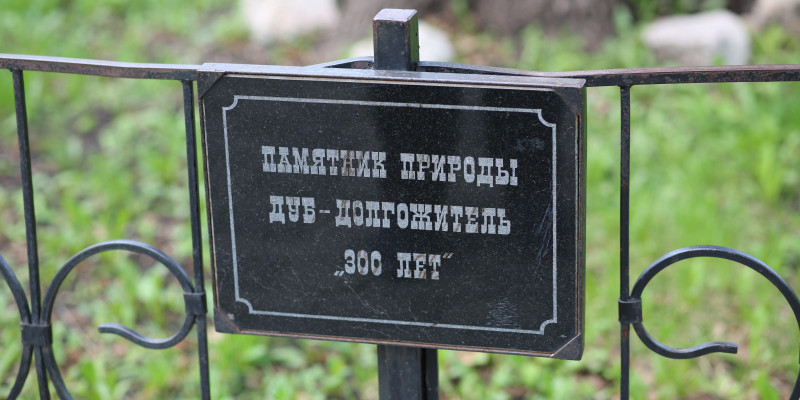 ПАМЯТНИК ПРИРОДЫ
ДУБ-ДОЛГОЖИТЕЛЬ
„300 ЛЕТ“